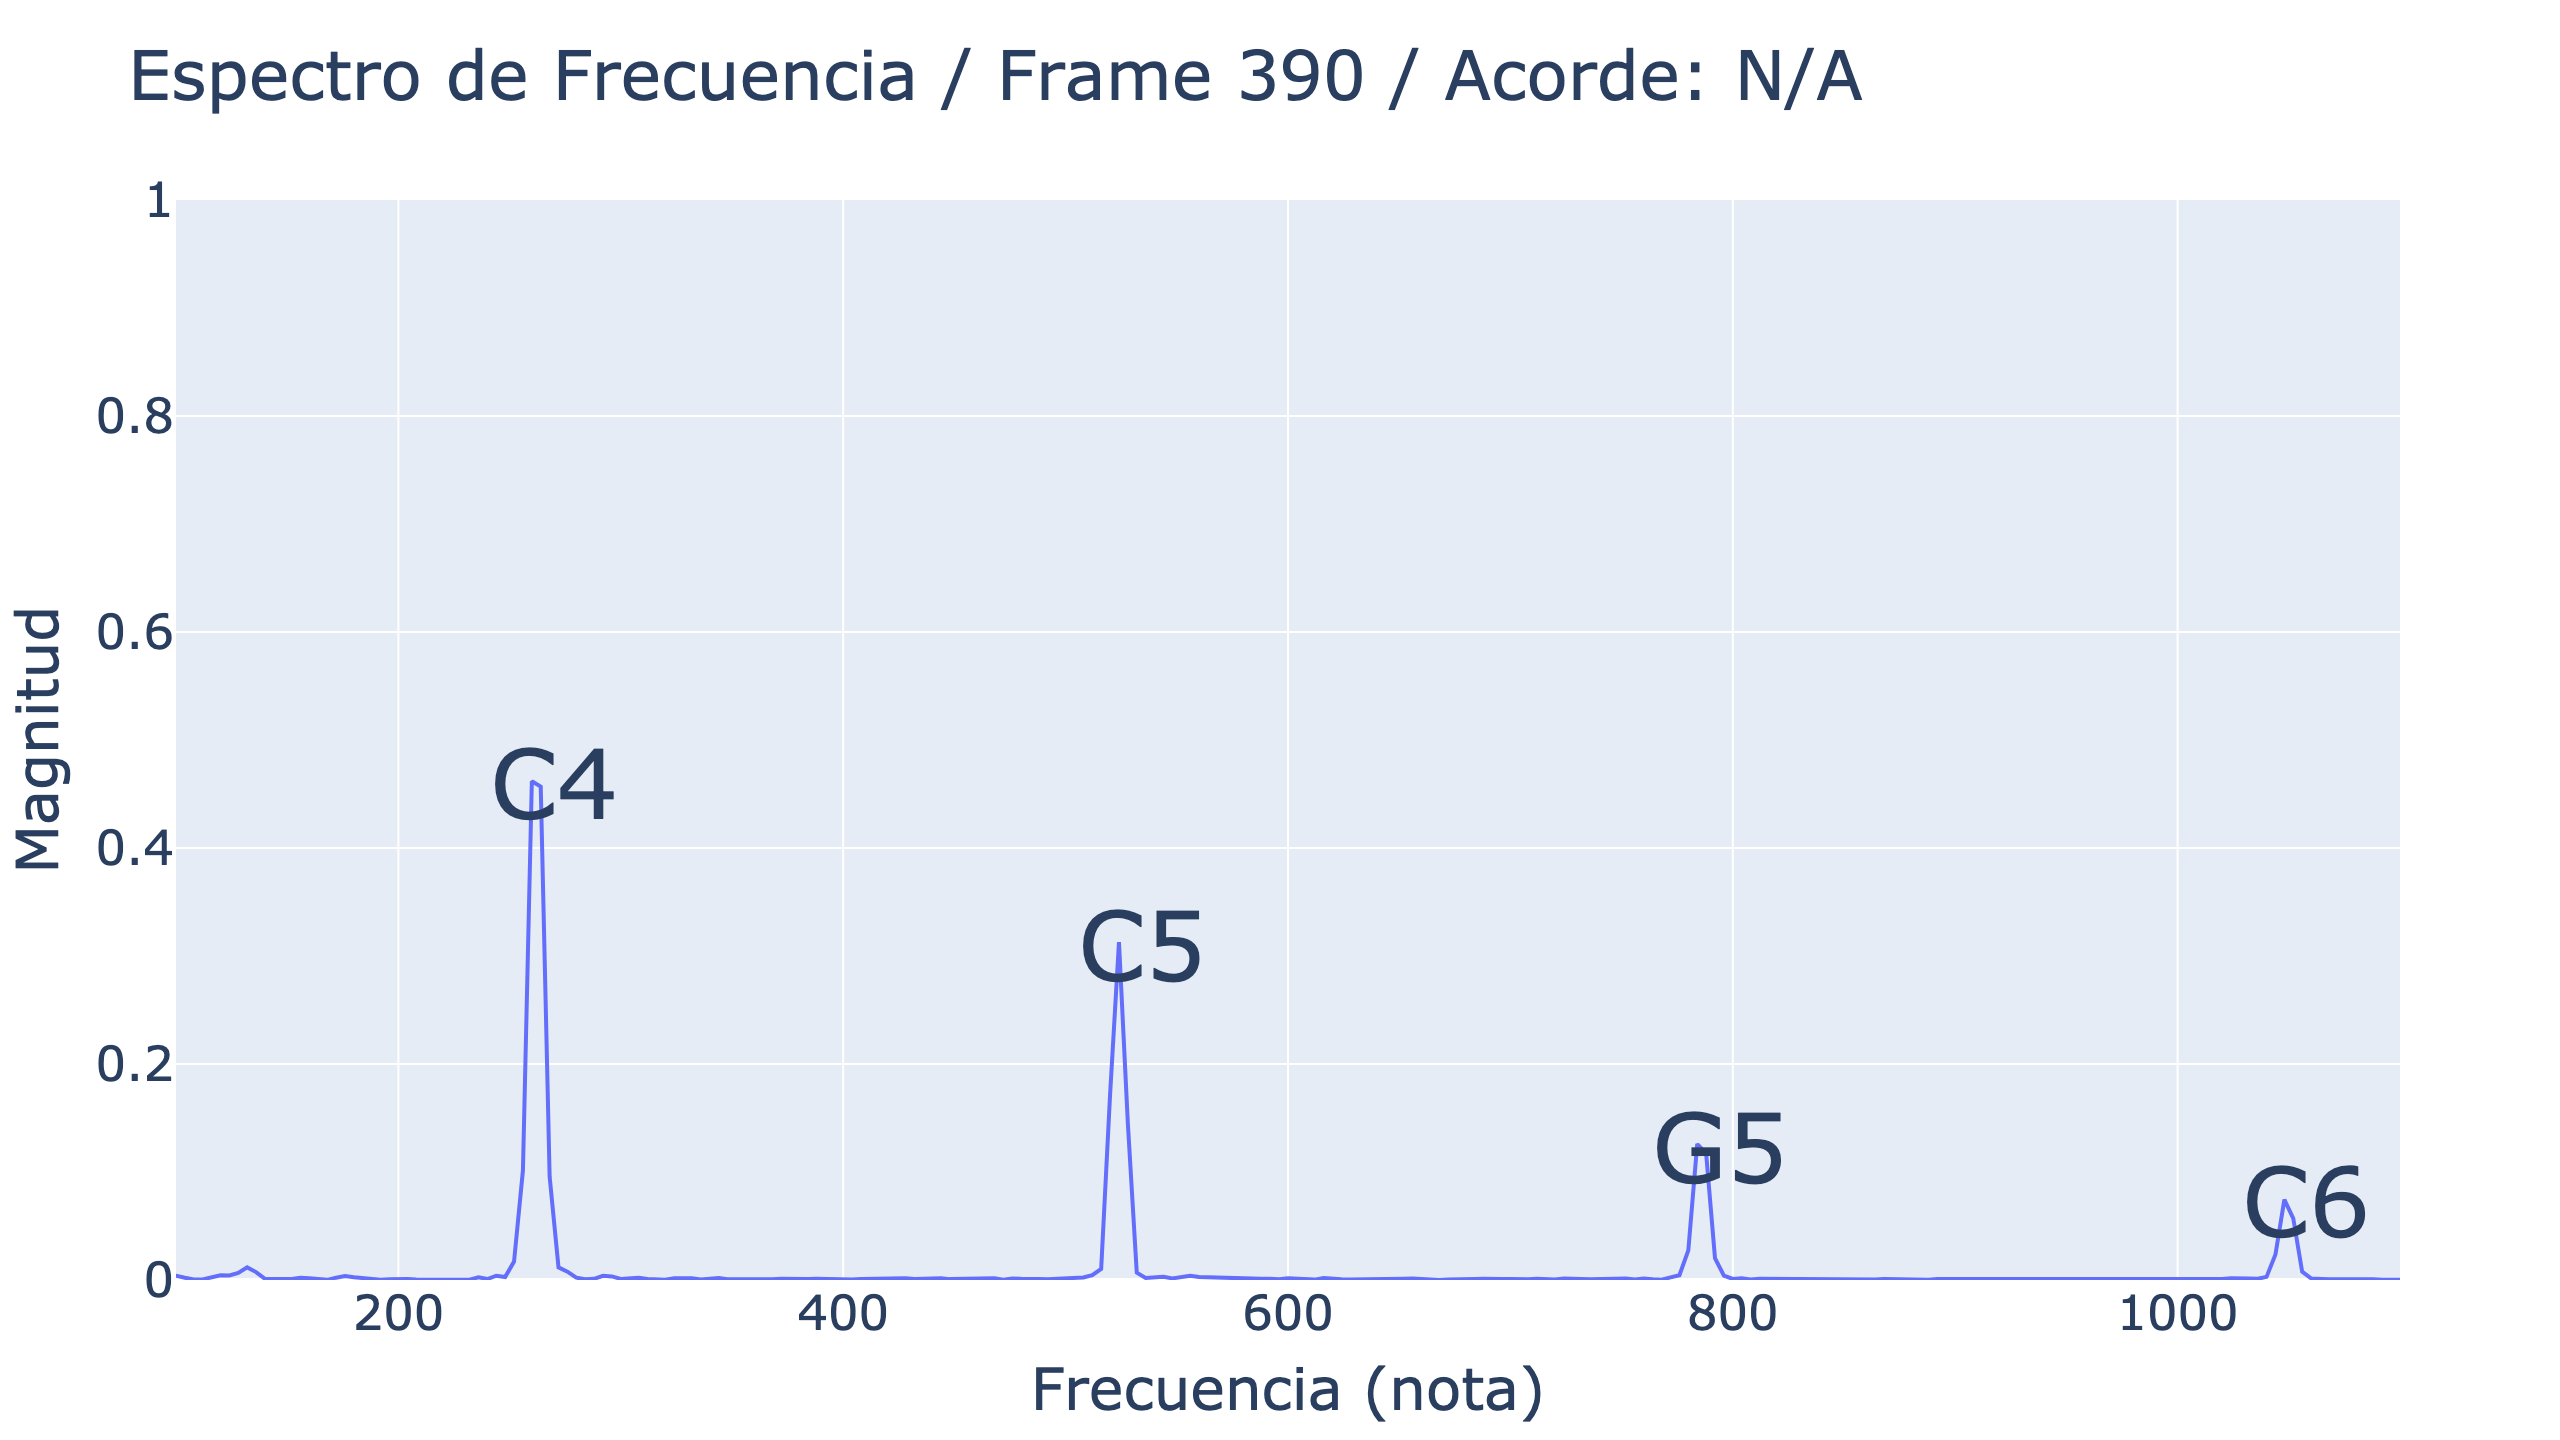 Espectro de Frecuencia / Frame 390 / Acorde: N/A
1
0.8
0.6
0.4
0.2
0
Magnitud
C4
C5
G5
C6
200 400 600 800 1000
Frecuencia (nota)